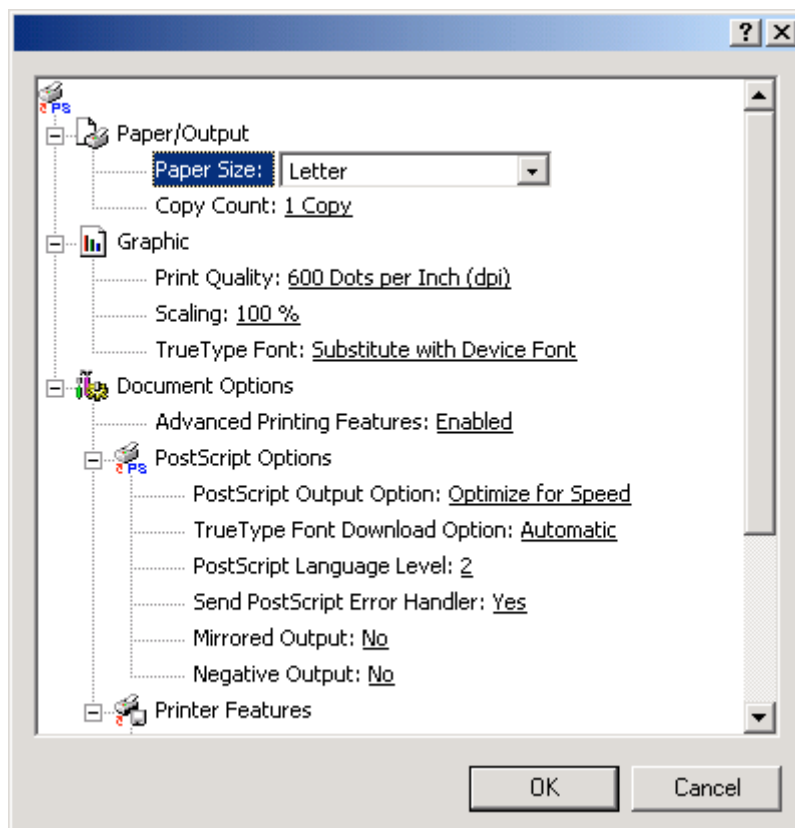 PS
Paper/Output
Paper Size: Letter
Copy Count: 1 Copy
Graphic
Print Quality: 600 Dots per Inch (dpi)
Scaling: 100 %
TrueType Font: Substitute with Device Font
Document Options
Advanced Printing Features: Enabled
PS PostScript Options
PostScript Output Option: Optimize for Speed
TrueType Font Download Option: Automatic
PostScript Language Level: 2
Send PostScript Error Handler: Yes
Mirrored Output: No
Negative Output: No
Printer Features
OK Cancel